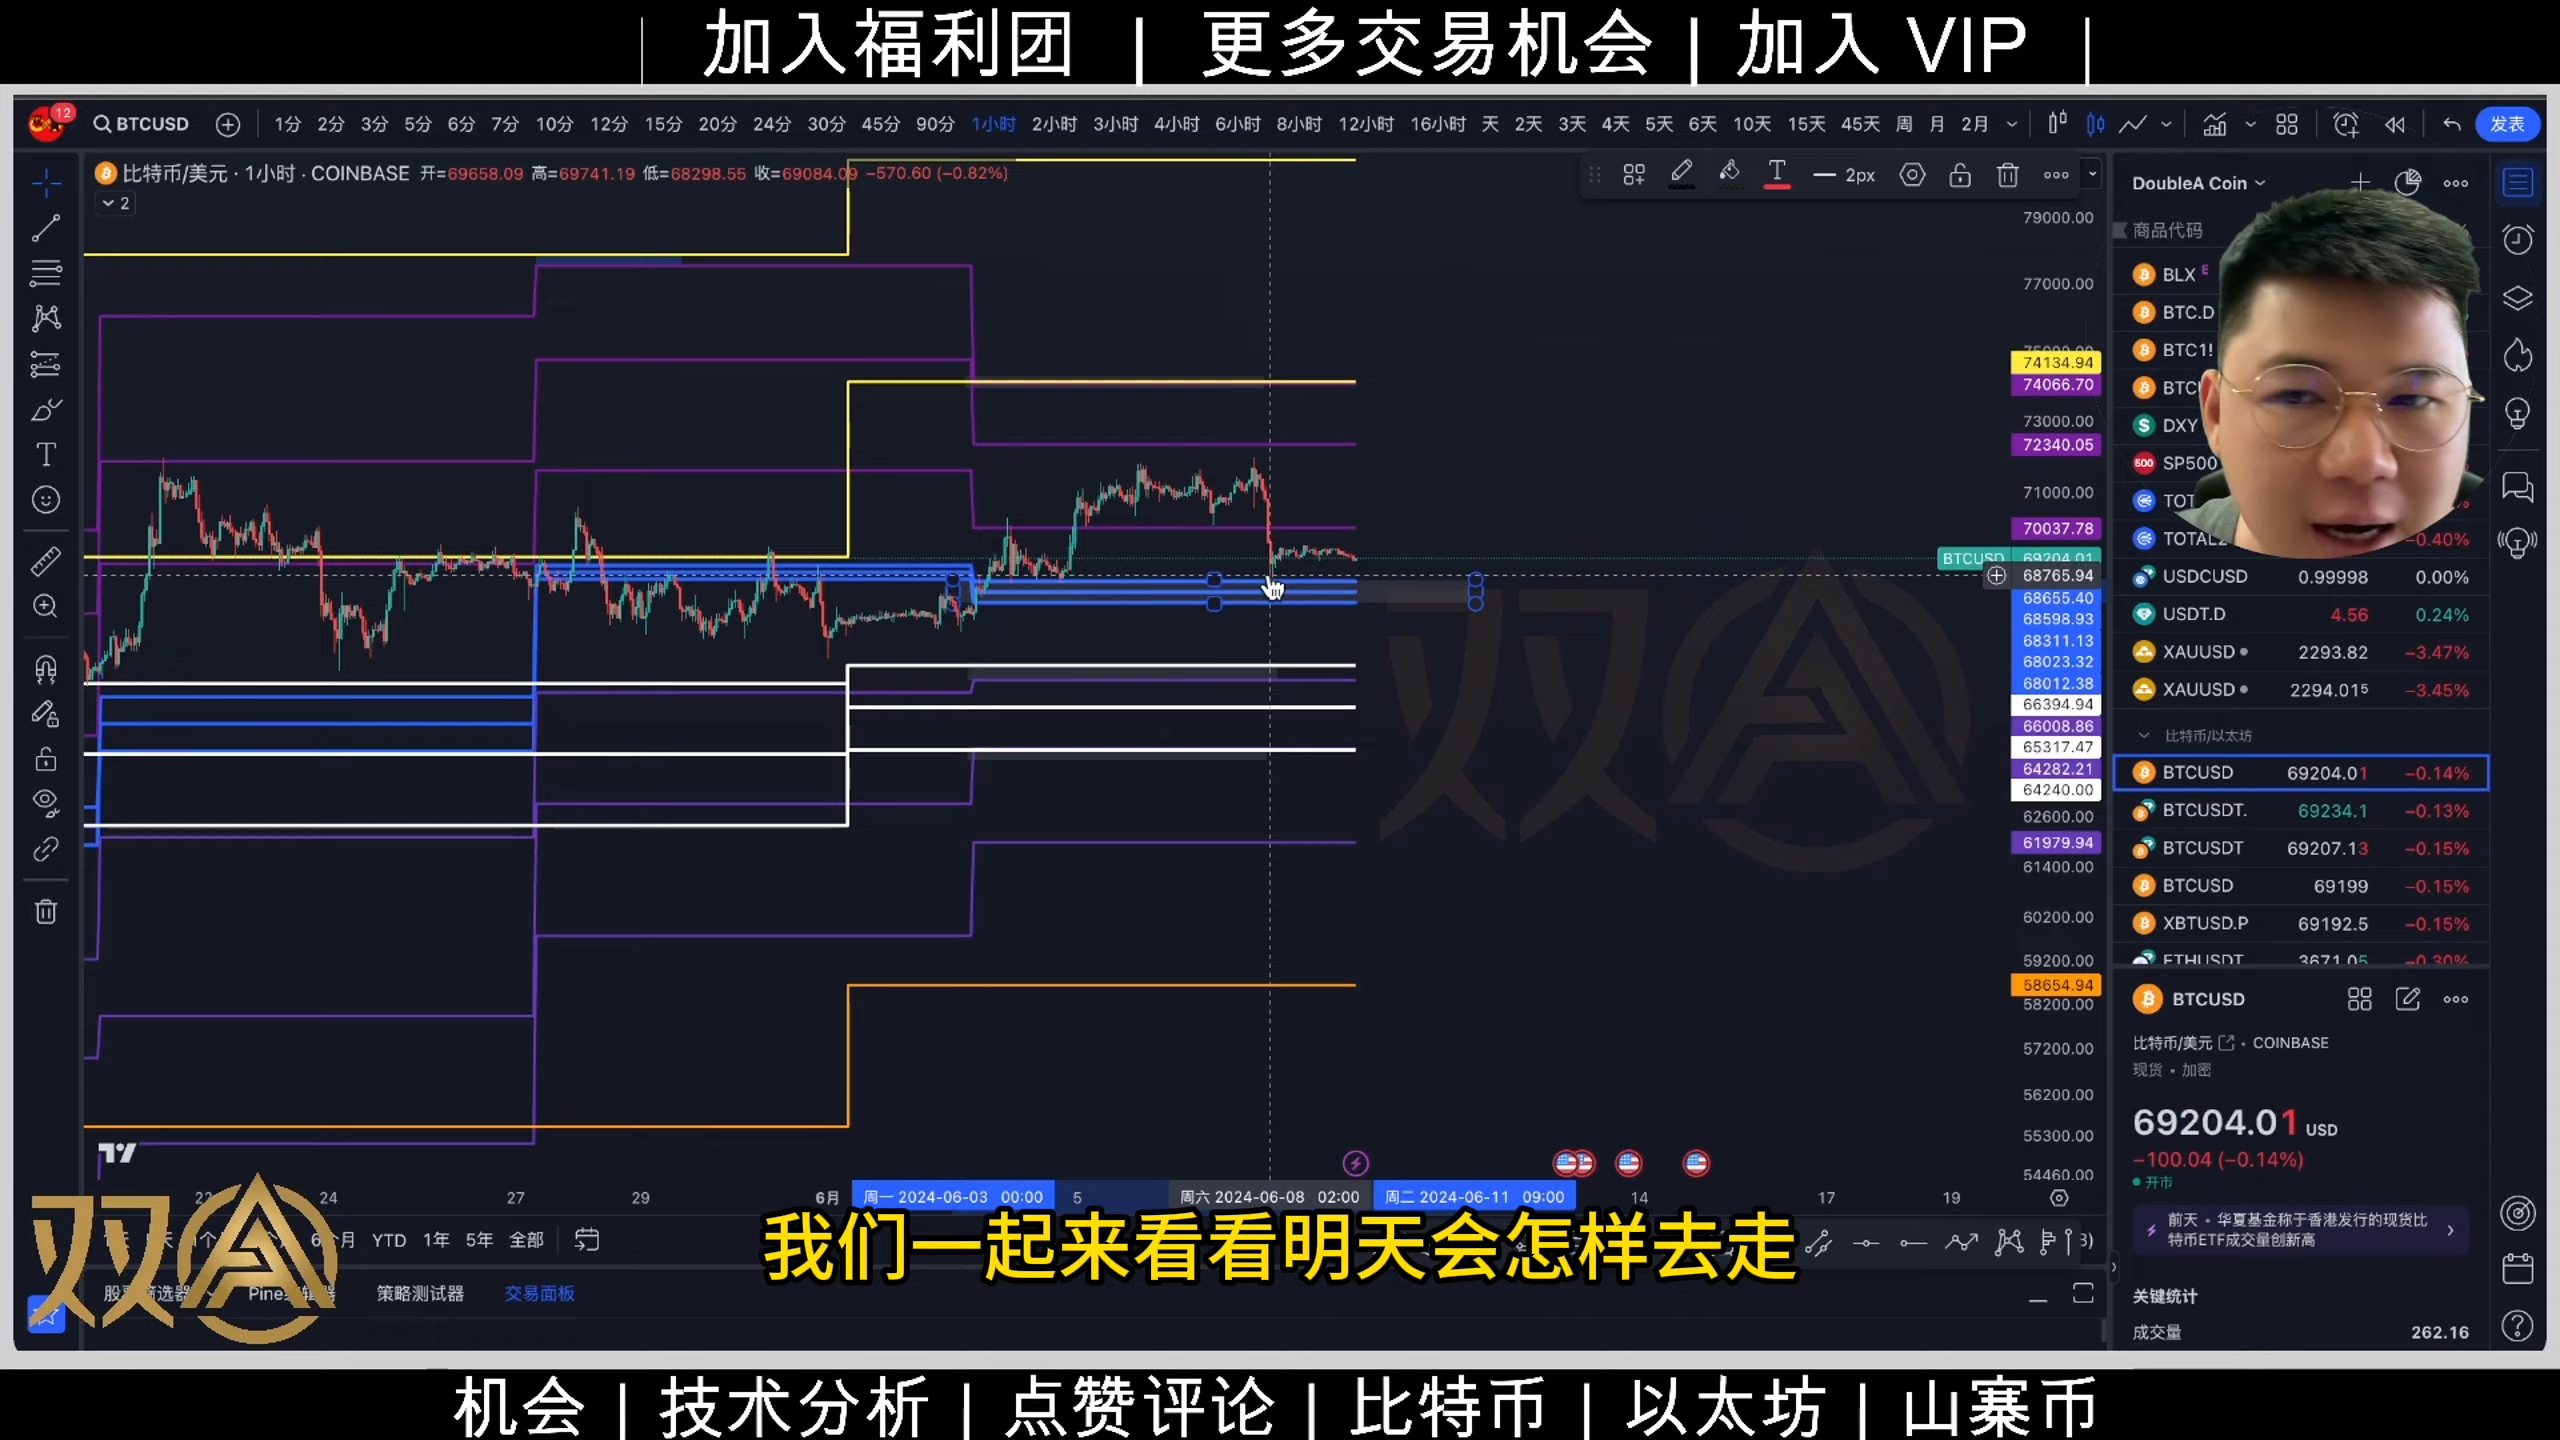 加入福利团 | 更多交易机会 | 加入 VIP |
12
BTCUSD 1分 2分 3分 5分 6分 7分 10分 12分 15分 20分 24分 30分 45分 90分 1小时 2小时 3小时 4小时 6小时 8小时 12小时 16小时 天 2天 3天 4天 5天 6天 10天 15天 45天 周 月 2月 发表
比特币/美元 · 1小时 · COINBASE 开=69658.09 高=69741.19 低=68298.55 收=69084.09 −570.60 (−0.82%)
2
2px
79000.00
77000.00
74134.94
74066.70
73000.00
72340.05
71000.00
70037.78
BTCUSD 69204.01
68765.94
68655.40
68598.93
68311.13
68023.32
68012.38
66394.94
66008.86
65317.47
64282.21
64240.00
62600.00
61979.94
61400.00
60200.00
59200.00
58654.94
58200.00
57200.00
56200.00
55300.00
54460.00
DoubleA Coin
商品代码
BLX
BTC.D
BTC1!
DXY
SP500
−0.40%
USDCUSD 0.99998 0.00%
USDT.D 4.56 0.24%
XAUUSD 2293.82 −3.47%
XAUUSD 2294.015 −3.45%
比特币/以太坊
BTCUSD 69204.01 −0.14%
BTCUSDT. 69234.1 −0.13%
BTCUSDT 69207.13 −0.15%
BTCUSD 69199 −0.15%
XBTUSD.P 69192.5 −0.15%
ETHUSDT 3671.05 −0.30%
BTCUSD
比特币/美元 · COINBASE
现货 · 加密
69204.01 USD
−100.04 (−0.14%)
开市
前天 · 华夏基金称于香港发行的现货比
特币ETF成交量创新高
关键统计
成交量 262.16
双A
24 27 29 6月 周一 2024-06-03 00:00 5 周六 2024-06-08 02:00 周二 2024-06-11 09:00 14 17 19
YTD 1年 5年 全部
策略测试器 交易面板
双A
我们一起来看看明天会怎样去走
机会 | 技术分析 | 点赞评论 | 比特币 | 以太坊 | 山寨币